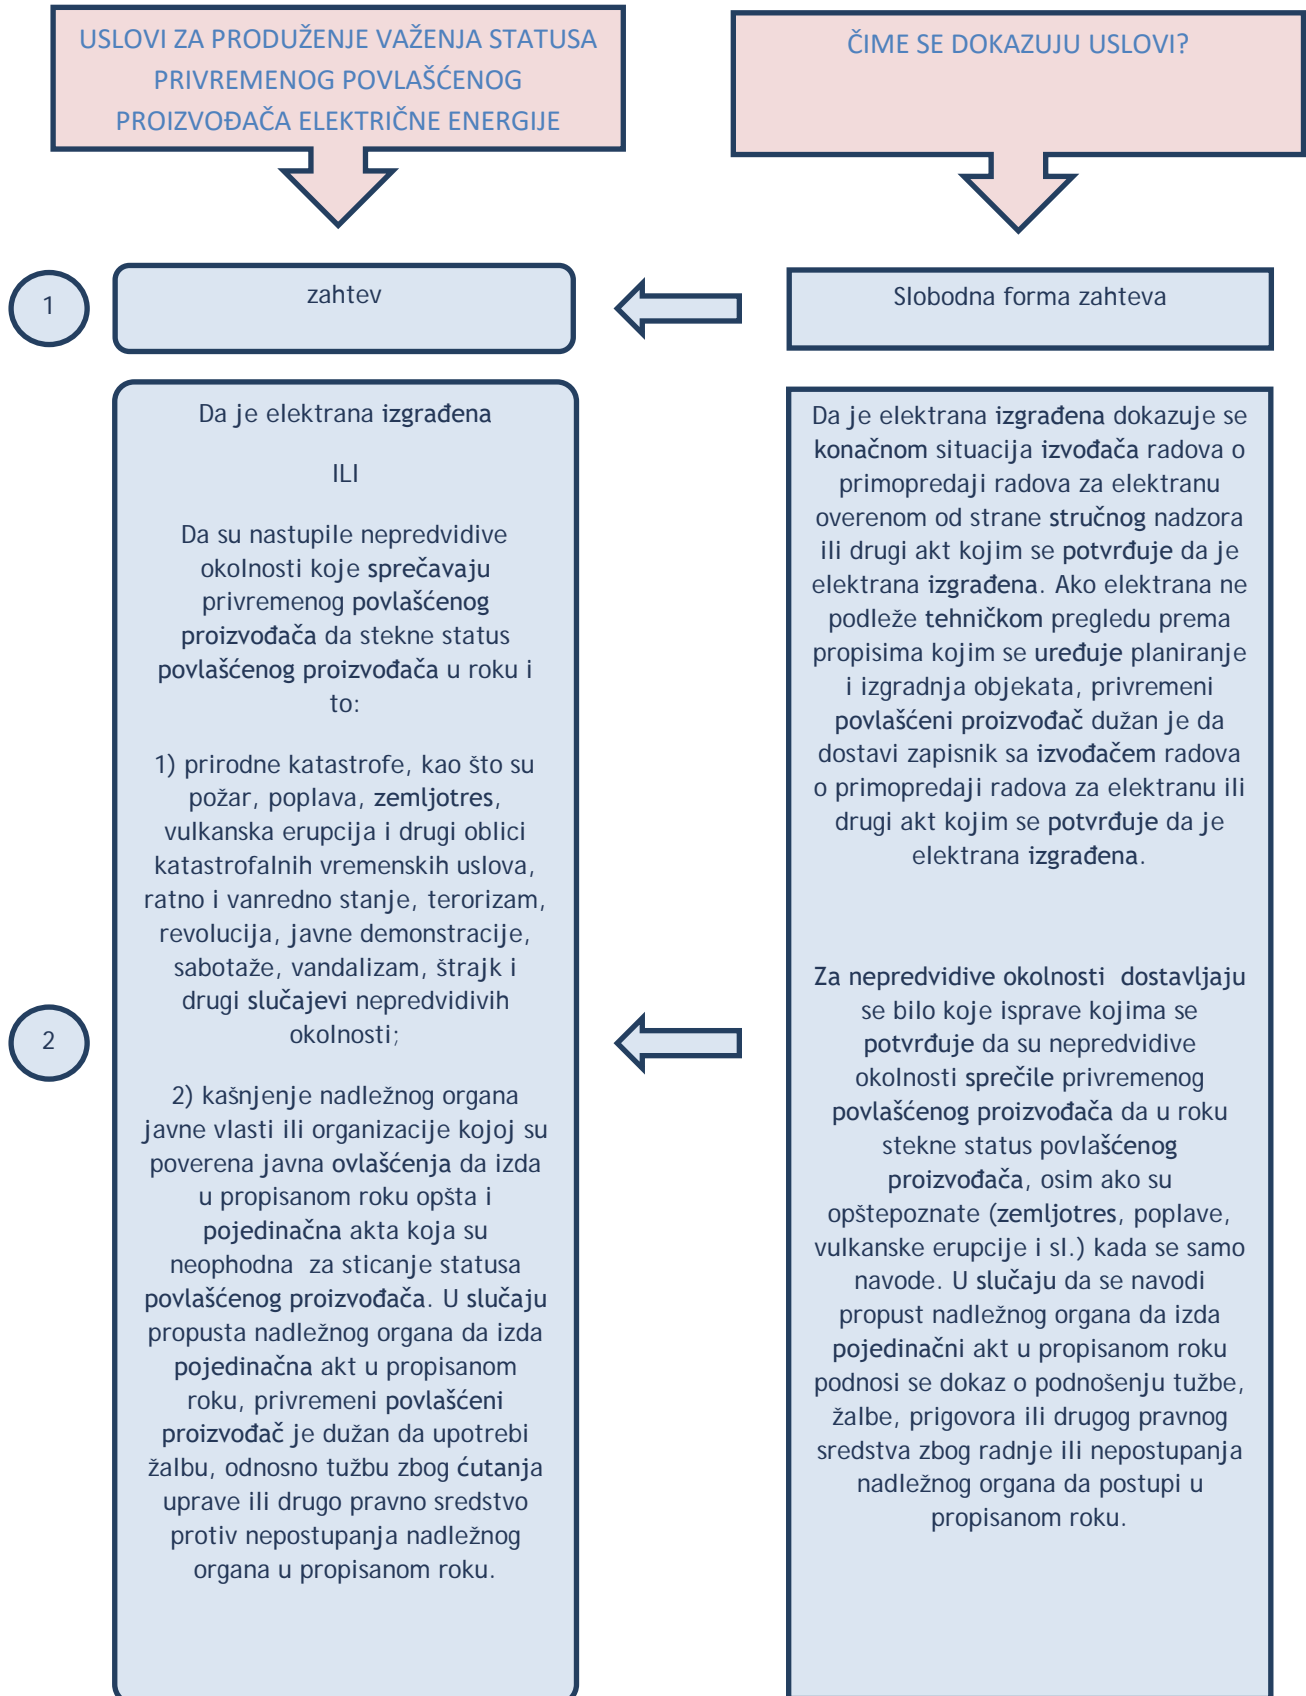 USLOVI ZA PRODUŽENJE VAŽENJA STATUSA
PRIVREMENOG POVLAŠĆENOG
PROIZVOĐAČA ELEKTRIČNE ENERGIJE
ČIME SE DOKAZUJU USLOVI?
1
zahtev
Slobodna forma zahteva
2
Da je elektrana izgrađena
ILI
Da su nastupile nepredvidive
okolnosti koje sprečavaju
privremenog povlašćenog
proizvođača da stekne status
povlašćenog proizvođača u roku i
to:
1) prirodne katastrofe, kao što su
požar, poplava, zemljotres,
vulkanska erupcija i drugi oblici
katastrofalnih vremenskih uslova,
ratno i vanredno stanje, terorizam,
revolucija, javne demonstracije,
sabotaže, vandalizam, štrajk i
drugi slučajevi nepredvidivih
okolnosti;
2) kašnjenje nadležnog organa
javne vlasti ili organizacije kojoj su
poverena javna ovlašćenja da izda
u propisanom roku opšta i
pojedinačna akta koja su
neophodna  za sticanje statusa
povlašćenog proizvođača. U slučaju
propusta nadležnog organa da izda
pojedinačna akt u propisanom
roku, privremeni povlašćeni
proizvođač je dužan da upotrebi
žalbu, odnosno tužbu zbog ćutanja
uprave ili drugo pravno sredstvo
protiv nepostupanja nadležnog
organa u propisanom roku.
Da je elektrana izgrađena dokazuje se
konačnom situacija izvođača radova o
primopredaji radova za elektranu
overenom od strane stručnog nadzora
ili drugi akt kojim se potvrđuje da je
elektrana izgrađena. Ako elektrana ne
podleže tehničkom pregledu prema
propisima kojim se uređuje planiranje
i izgradnja objekata, privremeni
povlašćeni proizvođač dužan je da
dostavi zapisnik sa izvođačem radova
o primopredaji radova za elektranu ili
drugi akt kojim se potvrđuje da je
elektrana izgrađena.
Za nepredvidive okolnosti  dostavljaju
se bilo koje isprave kojima se
potvrđuje da su nepredvidive
okolnosti sprečile privremenog
povlašćenog proizvođača da u roku
stekne status povlašćenog
proizvođača, osim ako su
opštepoznate (zemljotres, poplave,
vulkanske erupcije i sl.) kada se samo
navode. U slučaju da se navodi
propust nadležnog organa da izda
pojedinačni akt u propisanom roku
podnosi se dokaz o podnošenju tužbe,
žalbe, prigovora ili drugog pravnog
sredstva zbog radnje ili nepostupanja
nadležnog organa da postupi u
propisanom roku.